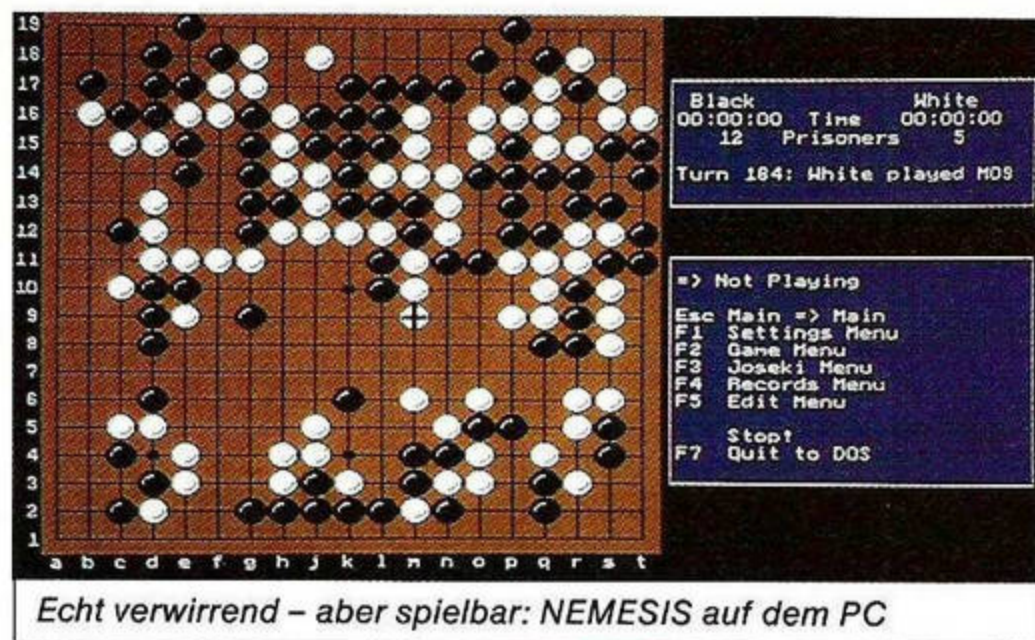 19
18
17
16
15
14
13
12
11
10
9
8
7
6
5
4
3
2
1
a b c d e f g h j k l m n o p q r s t
Black White
00:00:00 Time 00:00:00
12 Prisoners 5
Turn 184: White played M09
=> Not Playing
Esc Main => Main
F1 Settings Menu
F2 Game Menu
F3 Joseki Menu
F4 Records Menu
F5 Edit Menu
Stop!
F7 Quit to DOS
Echt verwirrend – aber spielbar: NEMESIS auf dem PC